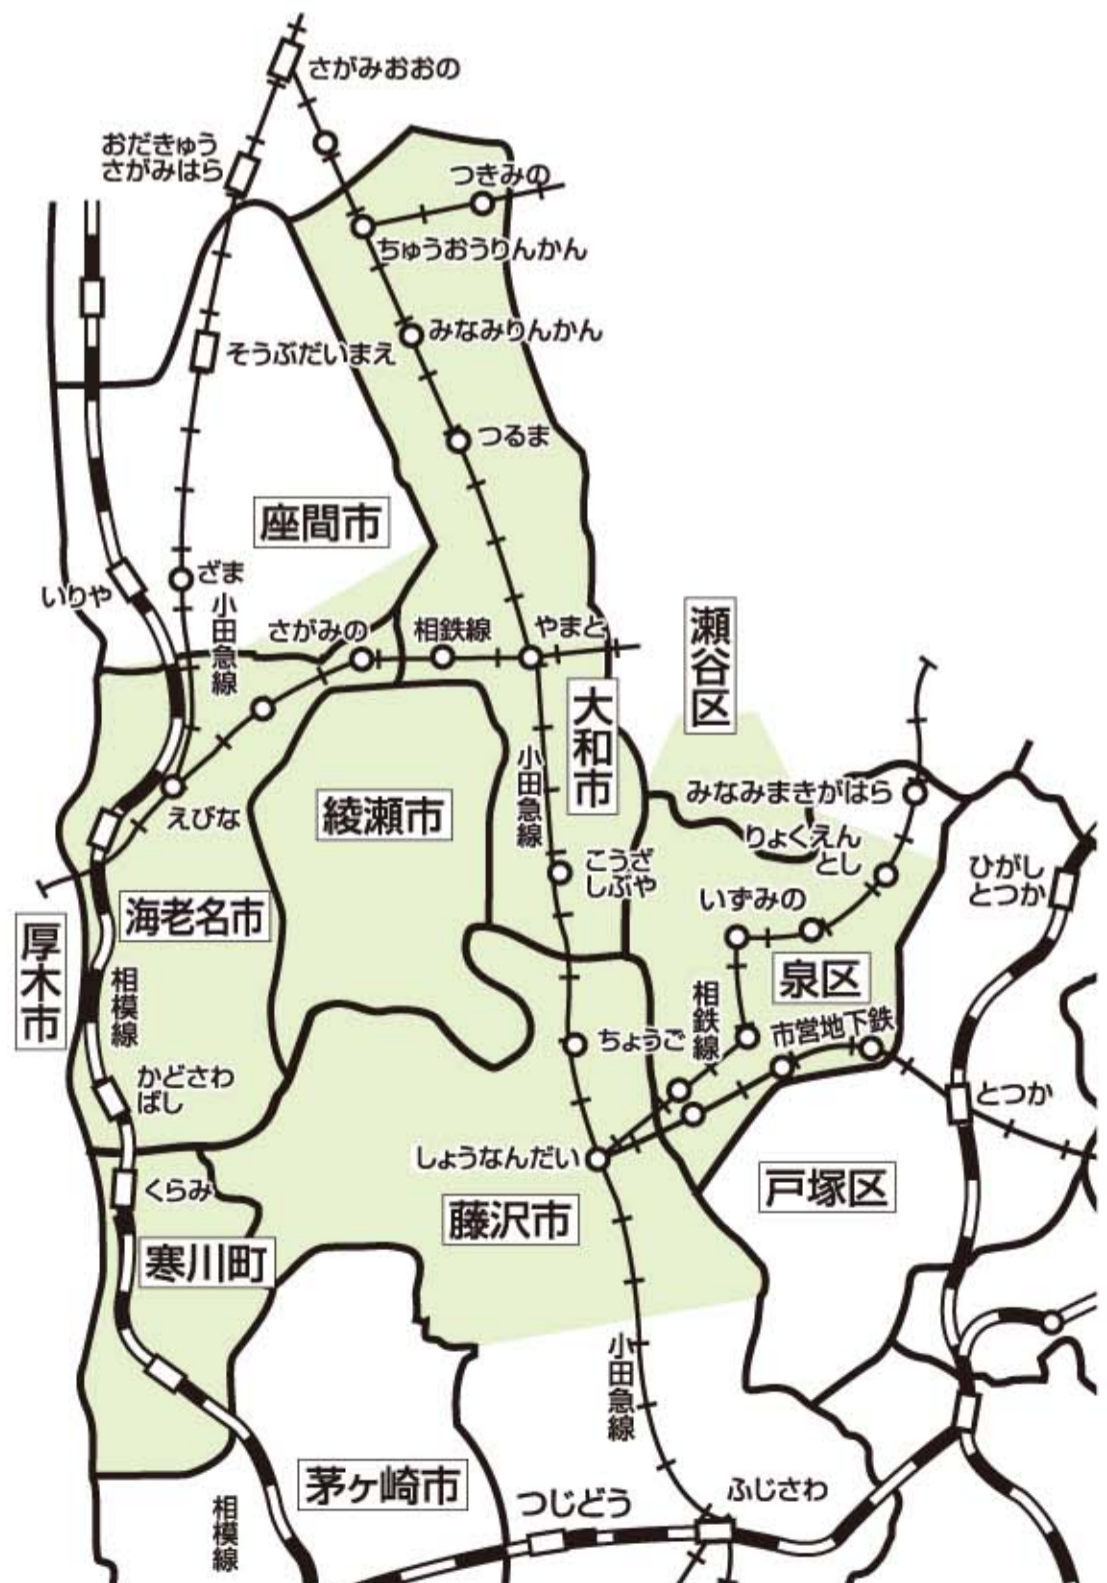 さがみおおの
おだきゅう
さがみはら
つきみの
ちゅうおうりんかん
みなみりんかん
そうぶだいまえ
つるま
座間市
ざま
いりや
小田急線
さがみの
相鉄線
やまと
瀬谷区
大和市
小田急線
みなみまきがはら
えびな
綾瀬市
りょくえん
とし
こうざ
しぶや
ひがし
とつか
いずみの
海老名市
厚木市
相模線
泉区
相鉄線
市営地下鉄
ちょうご
かどさわ
ばし
とつか
しょうなんだい
くらみ
戸塚区
藤沢市
寒川町
小田急線
茅ヶ崎市
つじどう
ふじさわ
相模線